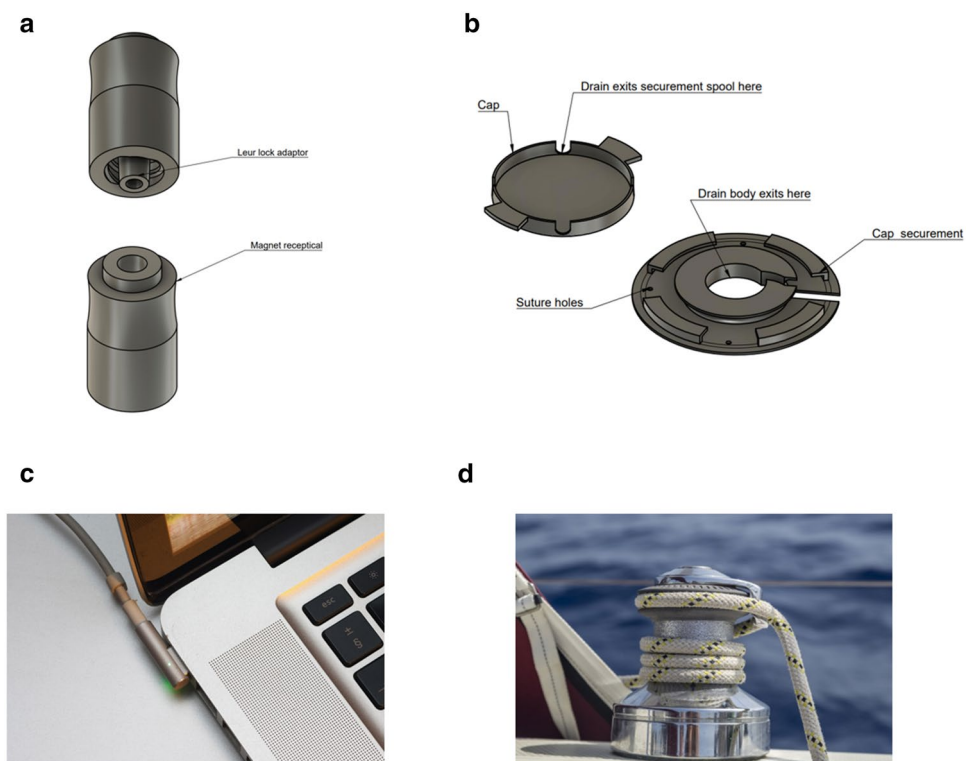 a
Leur lock adaptor
Magnet receptical
b
Drain exits securement spool here
Cap
Drain body exits here
Cap securement
Suture holes
c
esc
±
§
d